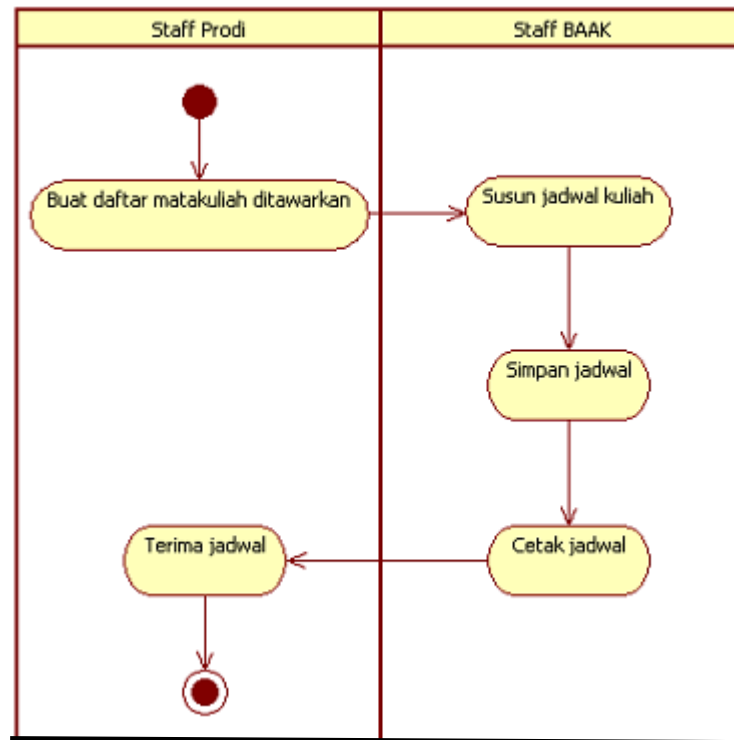 Staff Prodi
Staff BAAK
Buat daftar matakuliah ditawarkan
Susun jadwal kuliah
Simpan jadwal
Cetak jadwal
Terima jadwal